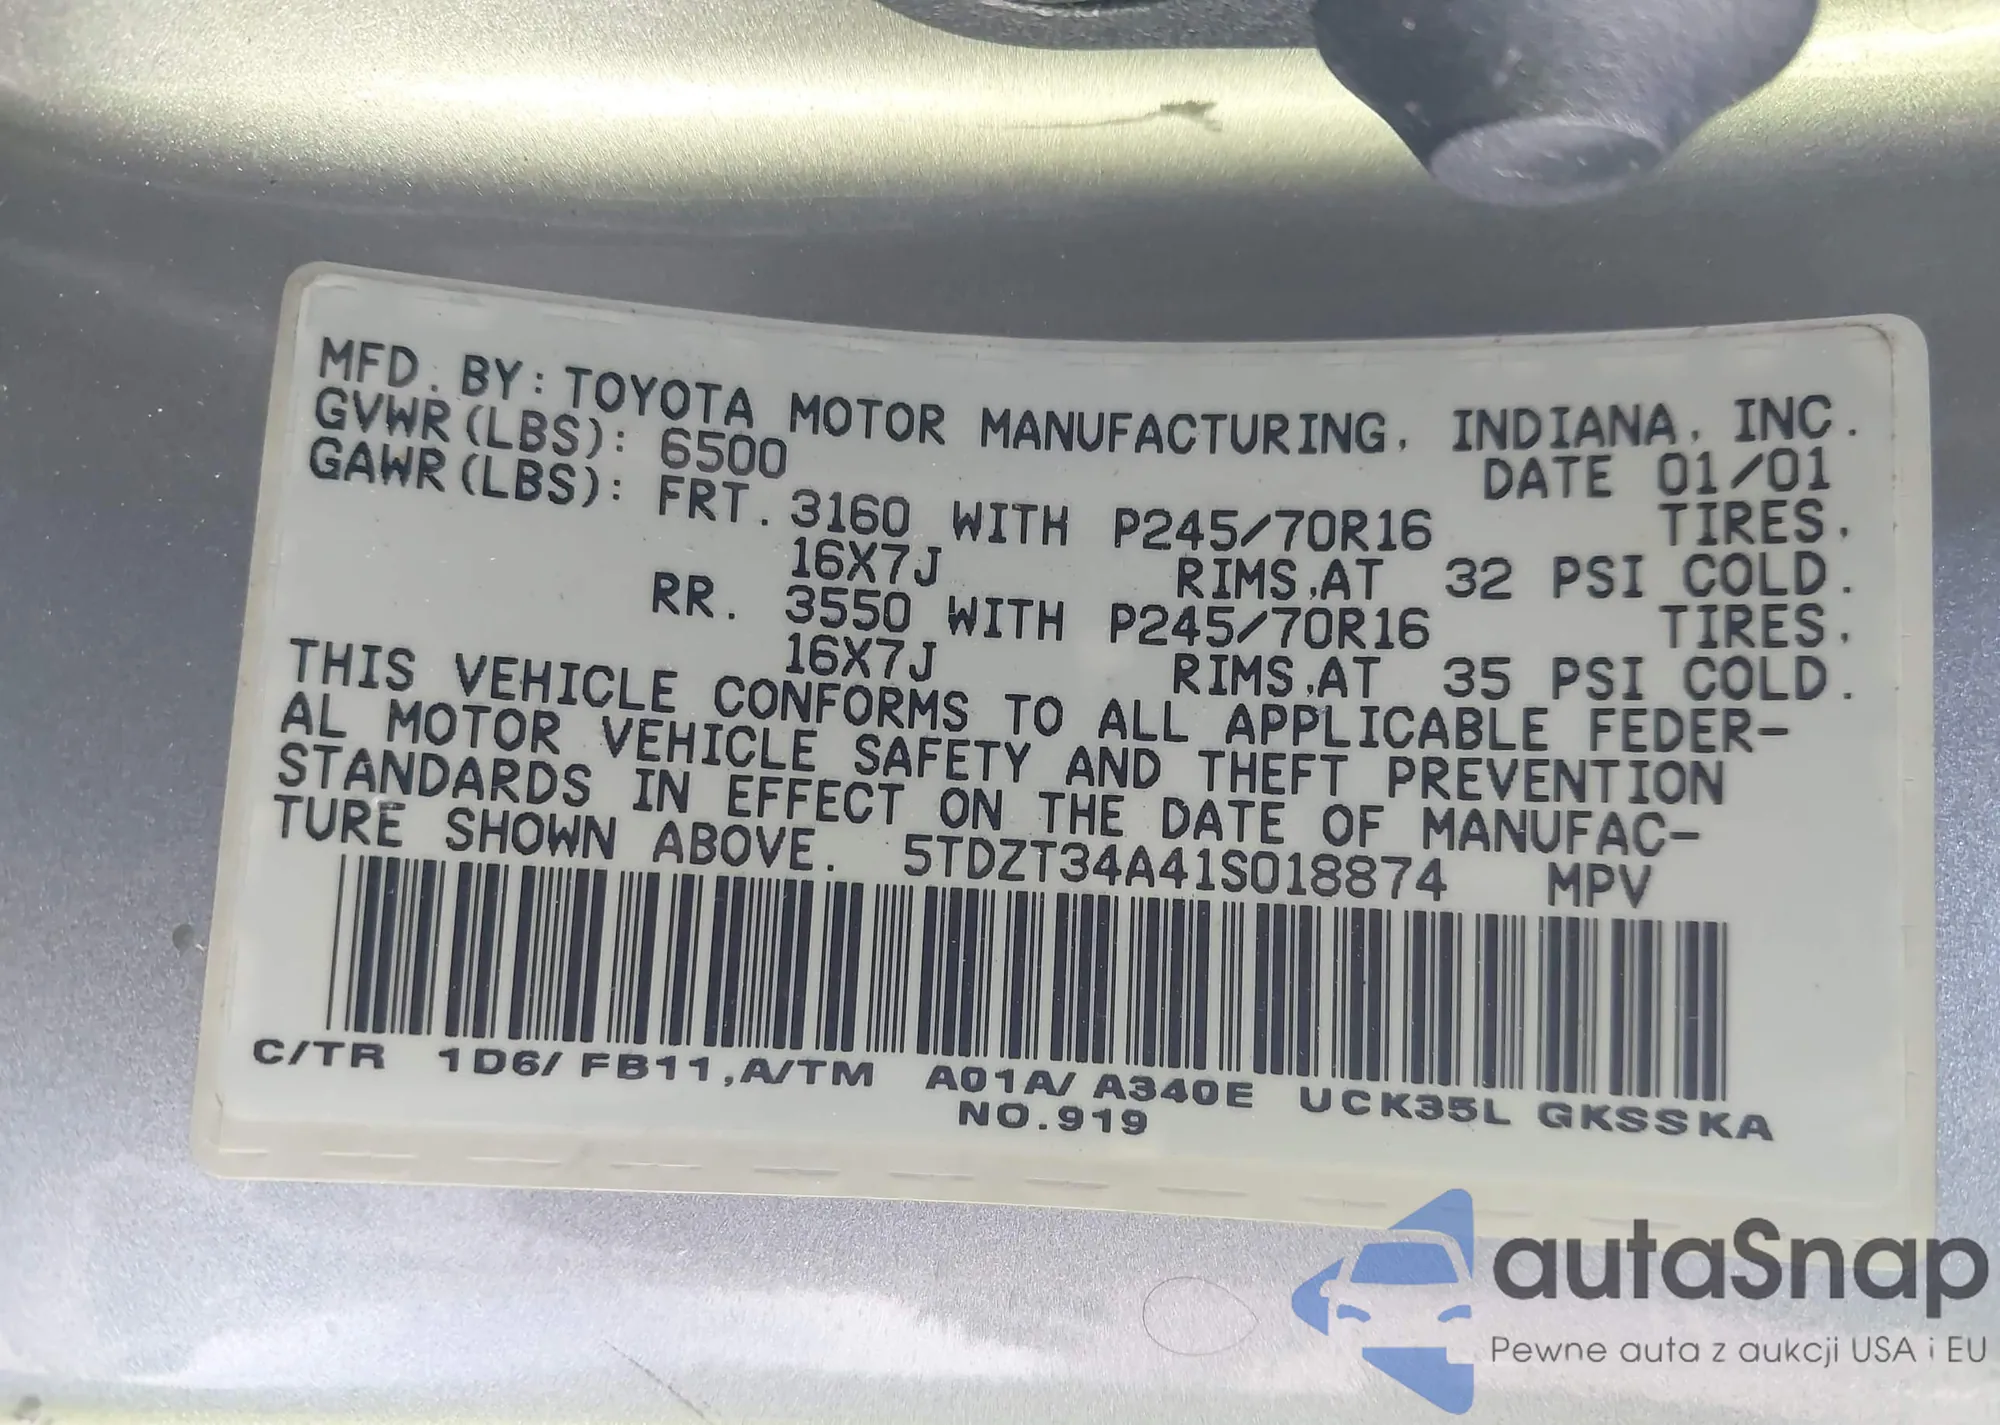 MFD. BY: TOYOTA MOTOR MANUFACTURING, INDIANA, INC.
GVWR(LBS): 6500 DATE 01/01
GAWR(LBS): FRT. 3160 WITH P245/70R16 TIRES,
16X7J RIMS,AT 32 PSI COLD.
RR. 3550 WITH P245/70R16 TIRES,
16X7J RIMS,AT 35 PSI COLD.
THIS VEHICLE CONFORMS TO ALL APPLICABLE FEDER-
AL MOTOR VEHICLE SAFETY AND THEFT PREVENTION
STANDARDS IN EFFECT ON THE DATE OF MANUFAC-
TURE SHOWN ABOVE. 5TDZT34A41S018874 MPV
C/TR 1D6/FB11,A/TM A01A/A340E UCK35L GKSSKA
NO.919
autaSnap
Pewne auta z aukcji USA i EU